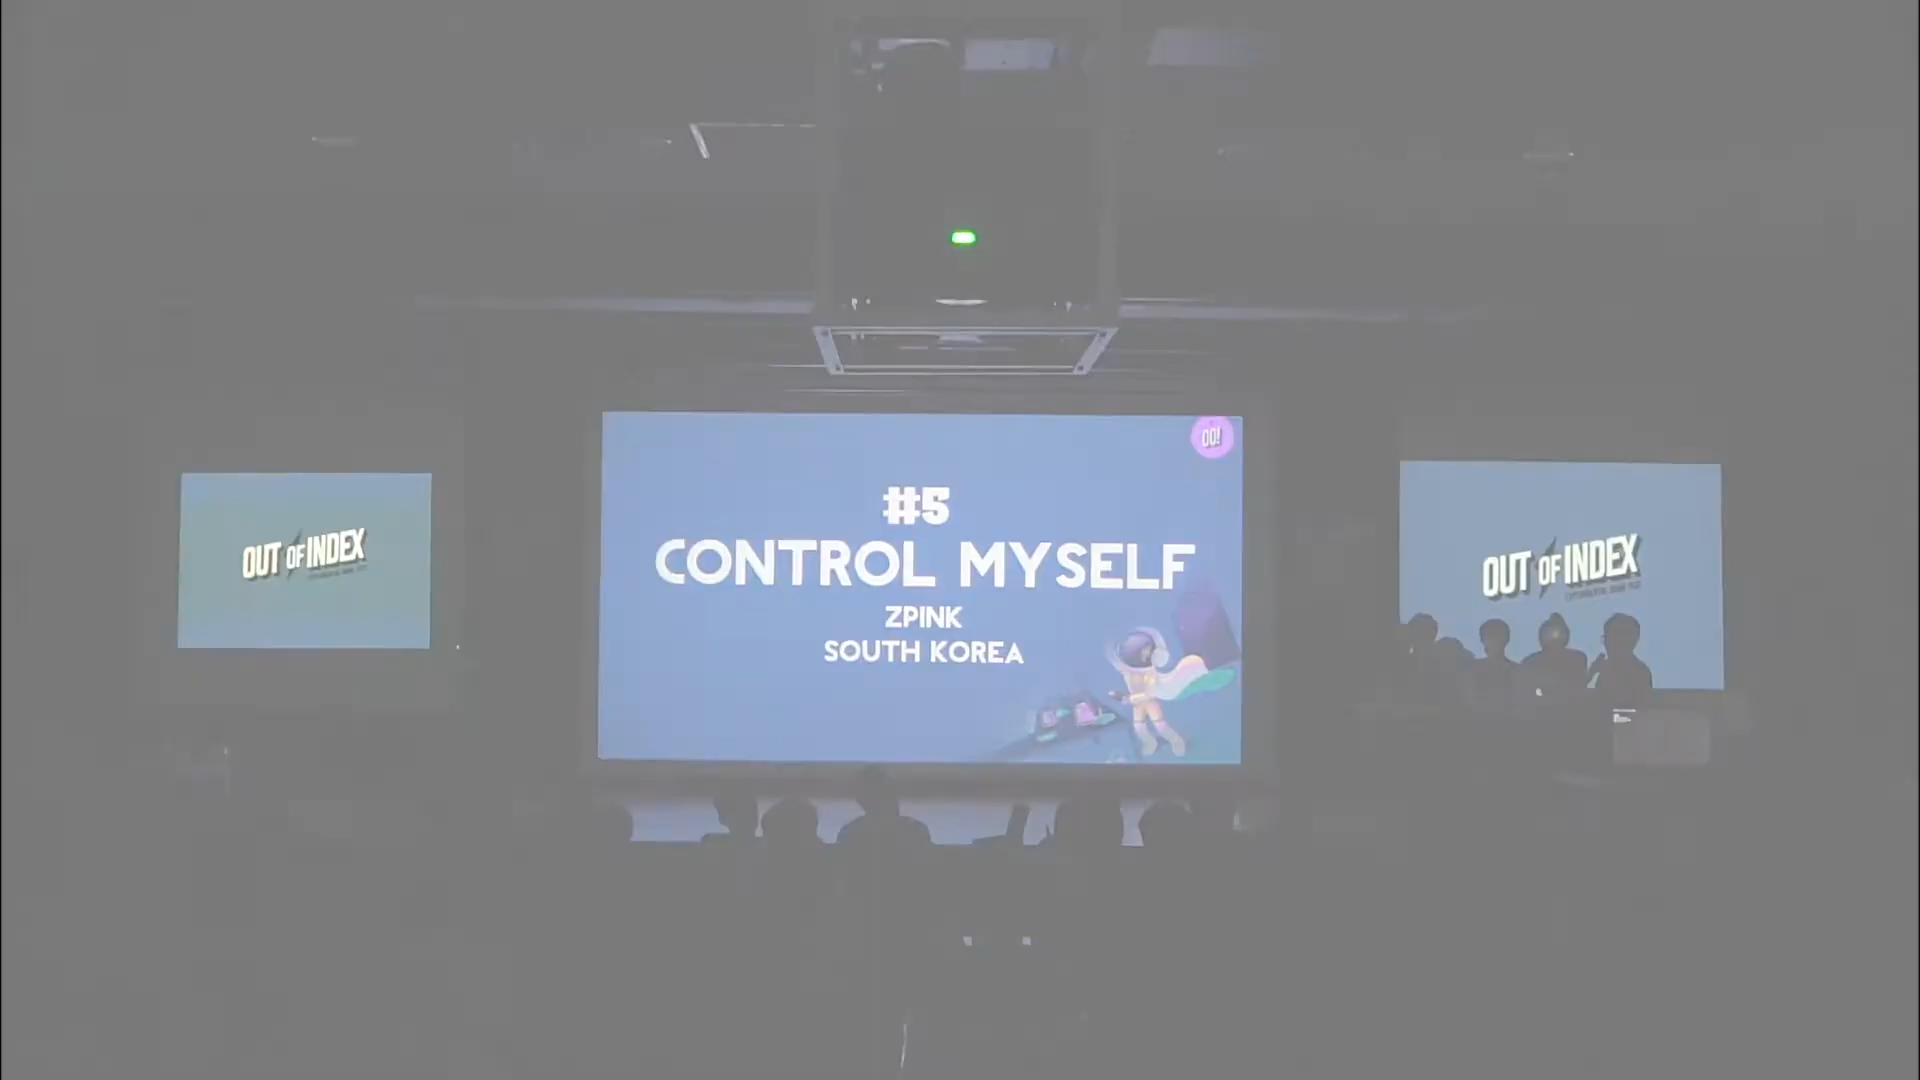 OO!
#5
CONTROL MYSELF
ZPINK
SOUTH KOREA
OUT OF INDEX
OUT OF INDEX